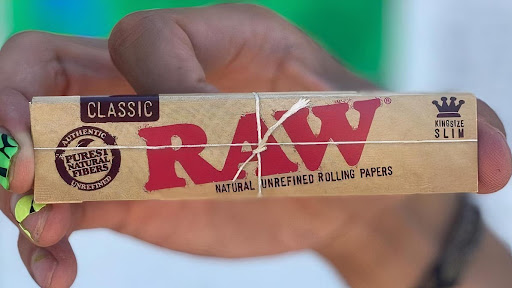 CLASSIC
AUTHENTIC
PUREST
NATURAL
FIBERS
UNREFINED
RAW®
NATURAL UNREFINED ROLLING PAPERS
KINGSIZE
SLIM